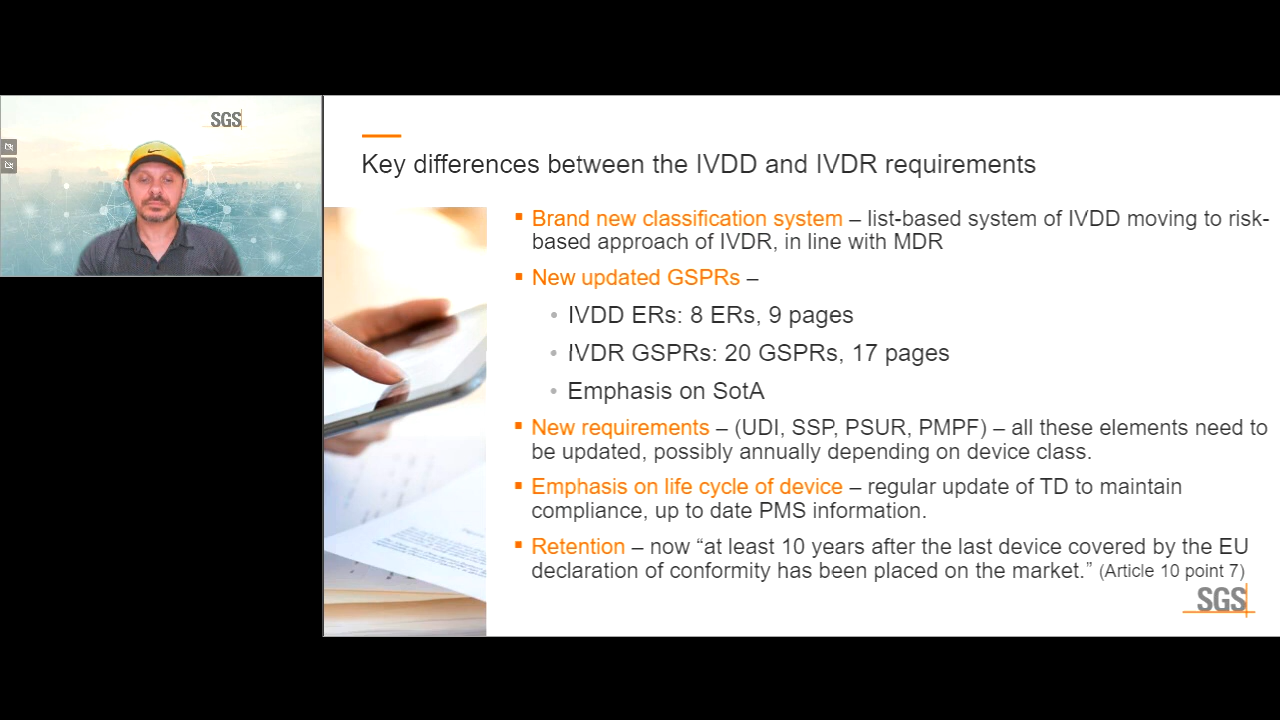 SGS
Key differences between the IVDD and IVDR requirements
Brand new classification system – list-based system of IVDD moving to risk-
based approach of IVDR, in line with MDR
New updated GSPRs –
IVDD ERs: 8 ERs, 9 pages
IVDR GSPRs: 20 GSPRs, 17 pages
Emphasis on SotA
New requirements – (UDI, SSP, PSUR, PMPF) – all these elements need to
be updated, possibly annually depending on device class.
Emphasis on life cycle of device – regular update of TD to maintain
compliance, up to date PMS information.
Retention – now “at least 10 years after the last device covered by the EU
declaration of conformity has been placed on the market.” (Article 10 point 7)
SGS